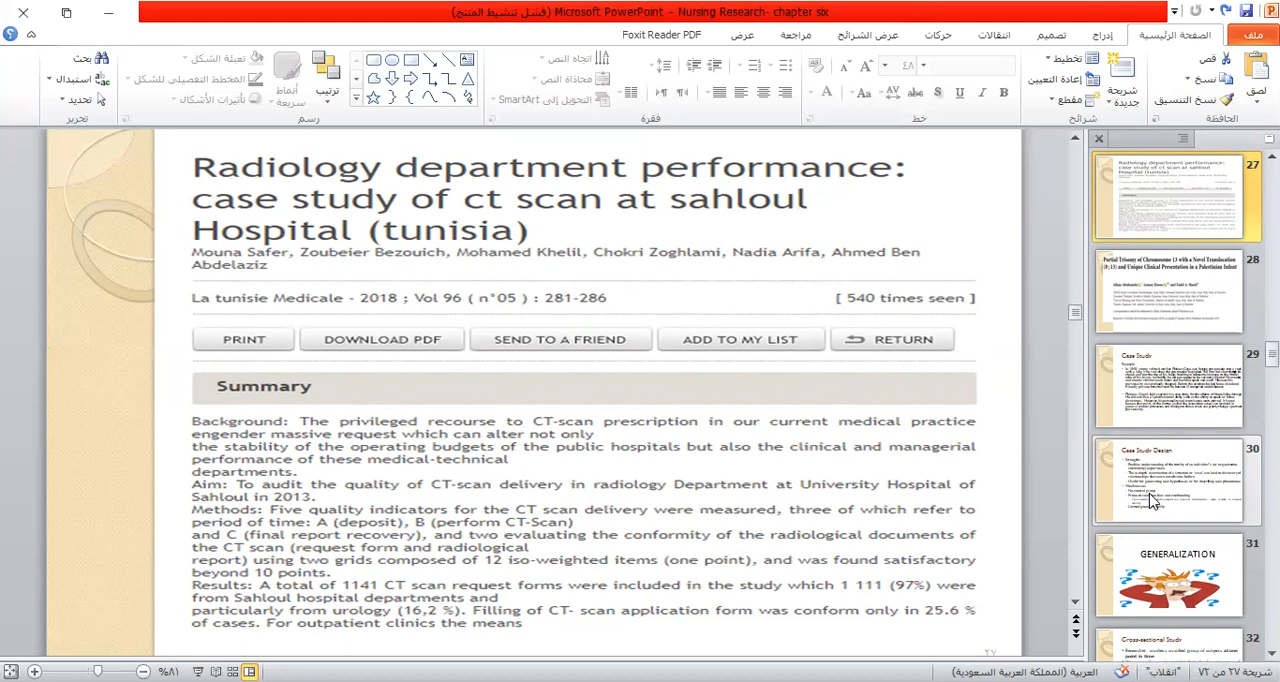 Microsoft PowerPoint – Nursing Research- chapter six (فشل تنشيط المنتج)
ملف
الصفحة الرئيسية
إدراج
تصميم
انتقالات
حركات
عرض الشرائح
مراجعة
عرض
Foxit Reader PDF
لصق
قص
نسخ
نسخ التنسيق
الحافظة
شريحة جديدة
تخطيط
إعادة التعيين
مقطع
شرائح
خط
اتجاه النص
محاذاة النص
التحويل إلى SmartArt
فقرة
ترتيب
أنماط سريعة
تعبئة الشكل
المخطط التفصيلي للشكل
تأثيرات الأشكال
رسم
بحث
استبدال
تحديد
تحرير
Radiology department performance:
case study of ct scan at sahloul
Hospital (tunisia)
Mouna Safer, Zoubeier Bezouich, Mohamed Khelil, Chokri Zoghlami, Nadia Arifa, Ahmed Ben
Abdelaziz
La tunisie Medicale - 2018 ; Vol 96 ( n°05 ) : 281-286 [ 540 times seen ]
PRINT DOWNLOAD PDF SEND TO A FRIEND ADD TO MY LIST RETURN
Summary
Background: The privileged recourse to CT-scan prescription in our current medical practice
engender massive request which can alter not only
the stability of the operating budgets of the public hospitals but also the clinical and managerial
performance of these medical-technical
departments.
Aim: To audit the quality of CT-scan delivery in radiology Department at University Hospital of
Sahloul in 2013.
Methods: Five quality indicators for the CT scan delivery were measured, three of which refer to
period of time: A (deposit), B (perform CT-Scan)
and C (final report recovery), and two evaluating the conformity of the radiological documents of
the CT scan (request form and radiological
report) using two grids composed of 12 iso-weighted items (one point), and was found satisfactory
beyond 10 points.
Results: A total of 1141 CT scan request forms were included in the study which 1 111 (97%) were
from Sahloul hospital departments and
particularly from urology (16,2 %). Filling of CT- scan application form was conform only in 25.6 %
of cases. For outpatient clinics the means
٢٧
27
Radiology department performance:
case study of ct scan at sahloul
Hospital (tunisia)
28
Partial Trisomy of Chromosome 13 with a Novel Translocation
(8;13) and Unique Clinical Presentation in a Palestinian Infant
29
Case Study
30
Case Study Design
31
GENERALIZATION
32
Cross-sectional Study
شريحة ٢٧ من ٧٢
"انقلاب"
العربية (المملكة العربية السعودية)
%٨١